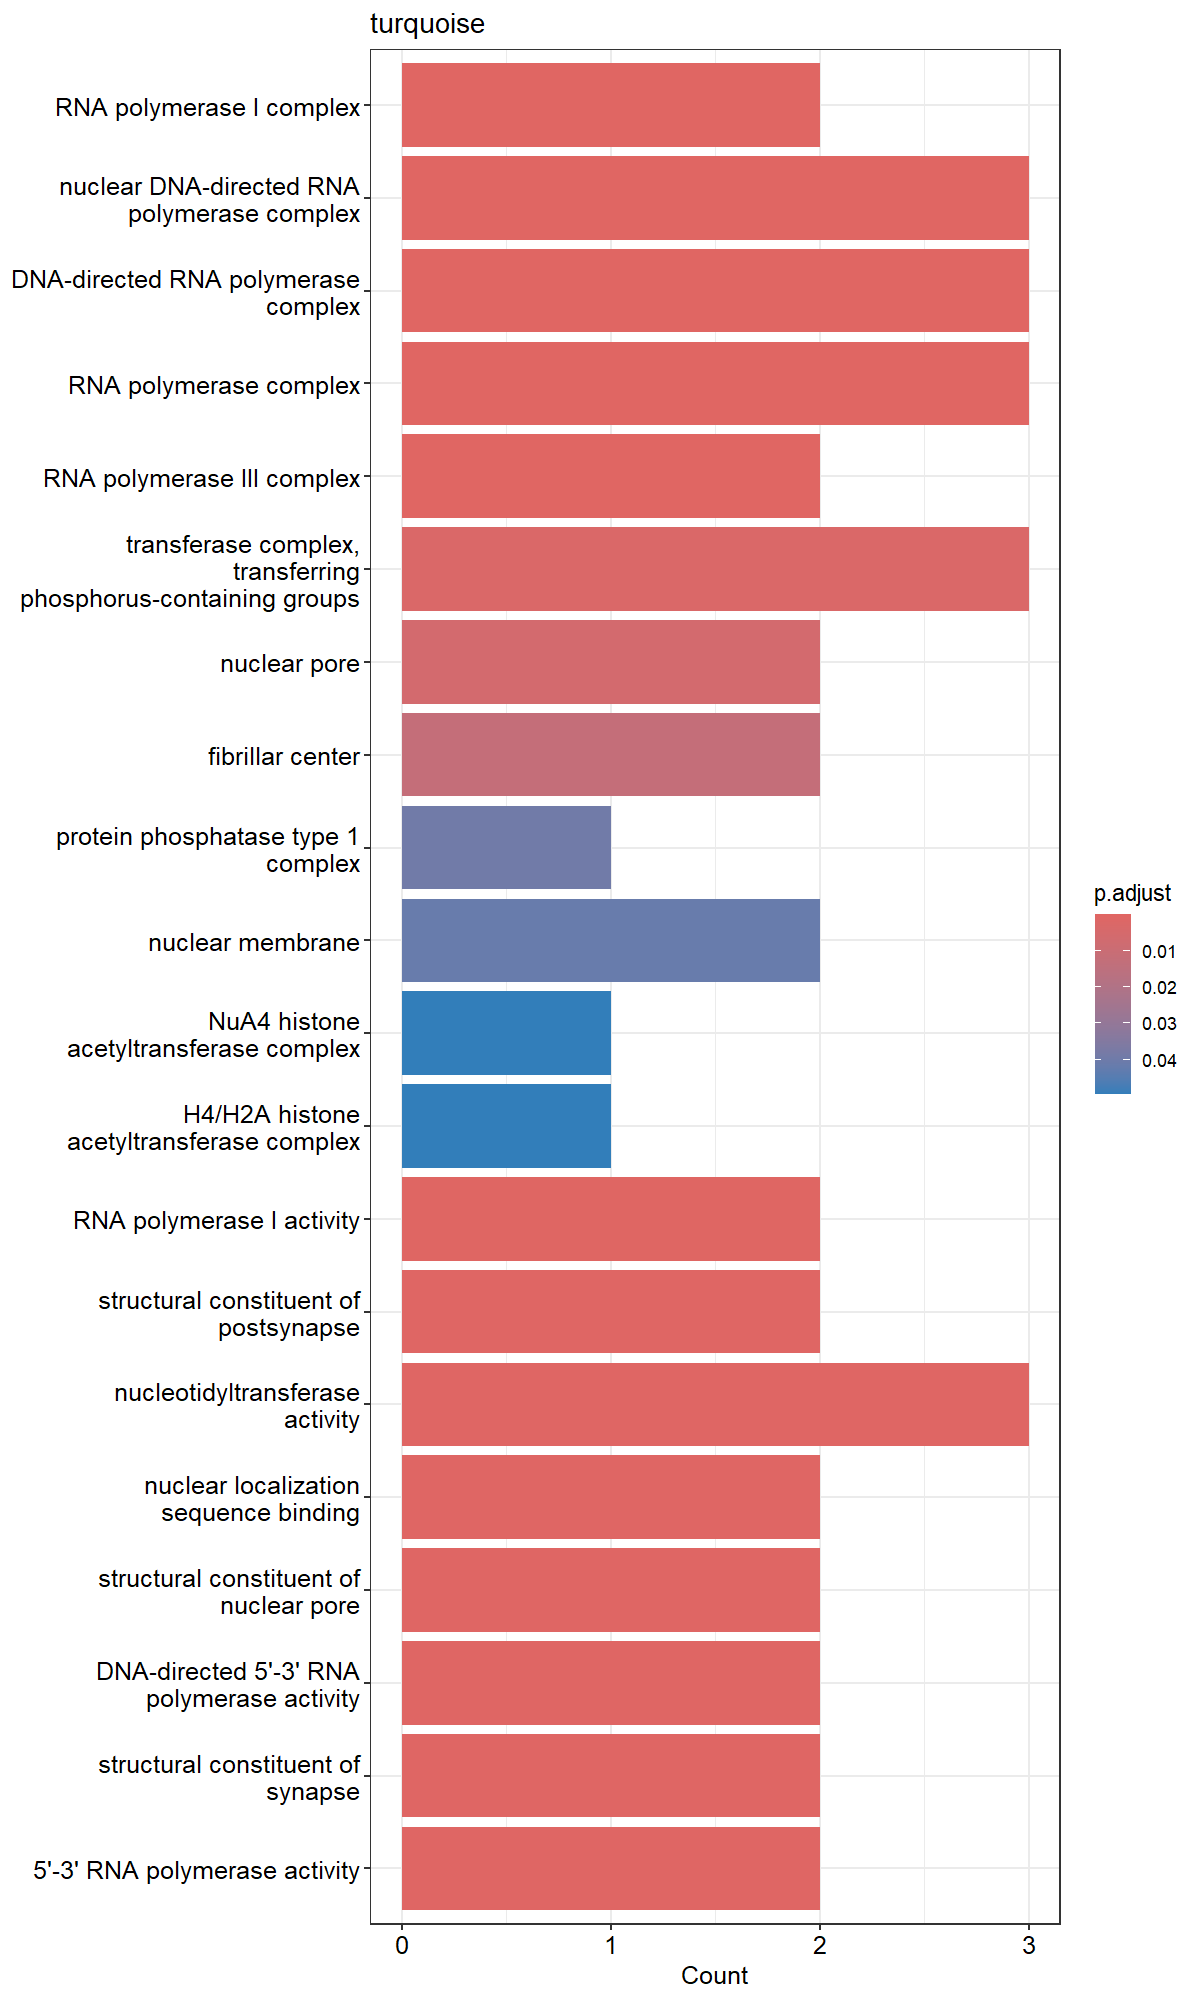 turquoise
RNA polymerase I complex
nuclear DNA-directed RNA
polymerase complex
DNA-directed RNA polymerase
complex
RNA polymerase complex
RNA polymerase III complex
transferase complex,
transferring
phosphorus-containing groups
nuclear pore
fibrillar center
protein phosphatase type 1
complex
nuclear membrane
NuA4 histone
acetyltransferase complex
H4/H2A histone
acetyltransferase complex
RNA polymerase I activity
structural constituent of
postsynapse
nucleotidyltransferase
activity
nuclear localization
sequence binding
structural constituent of
nuclear pore
DNA-directed 5'-3' RNA
polymerase activity
structural constituent of
synapse
5'-3' RNA polymerase activity
0 1 2 3
Count
p.adjust
0.01
0.02
0.03
0.04